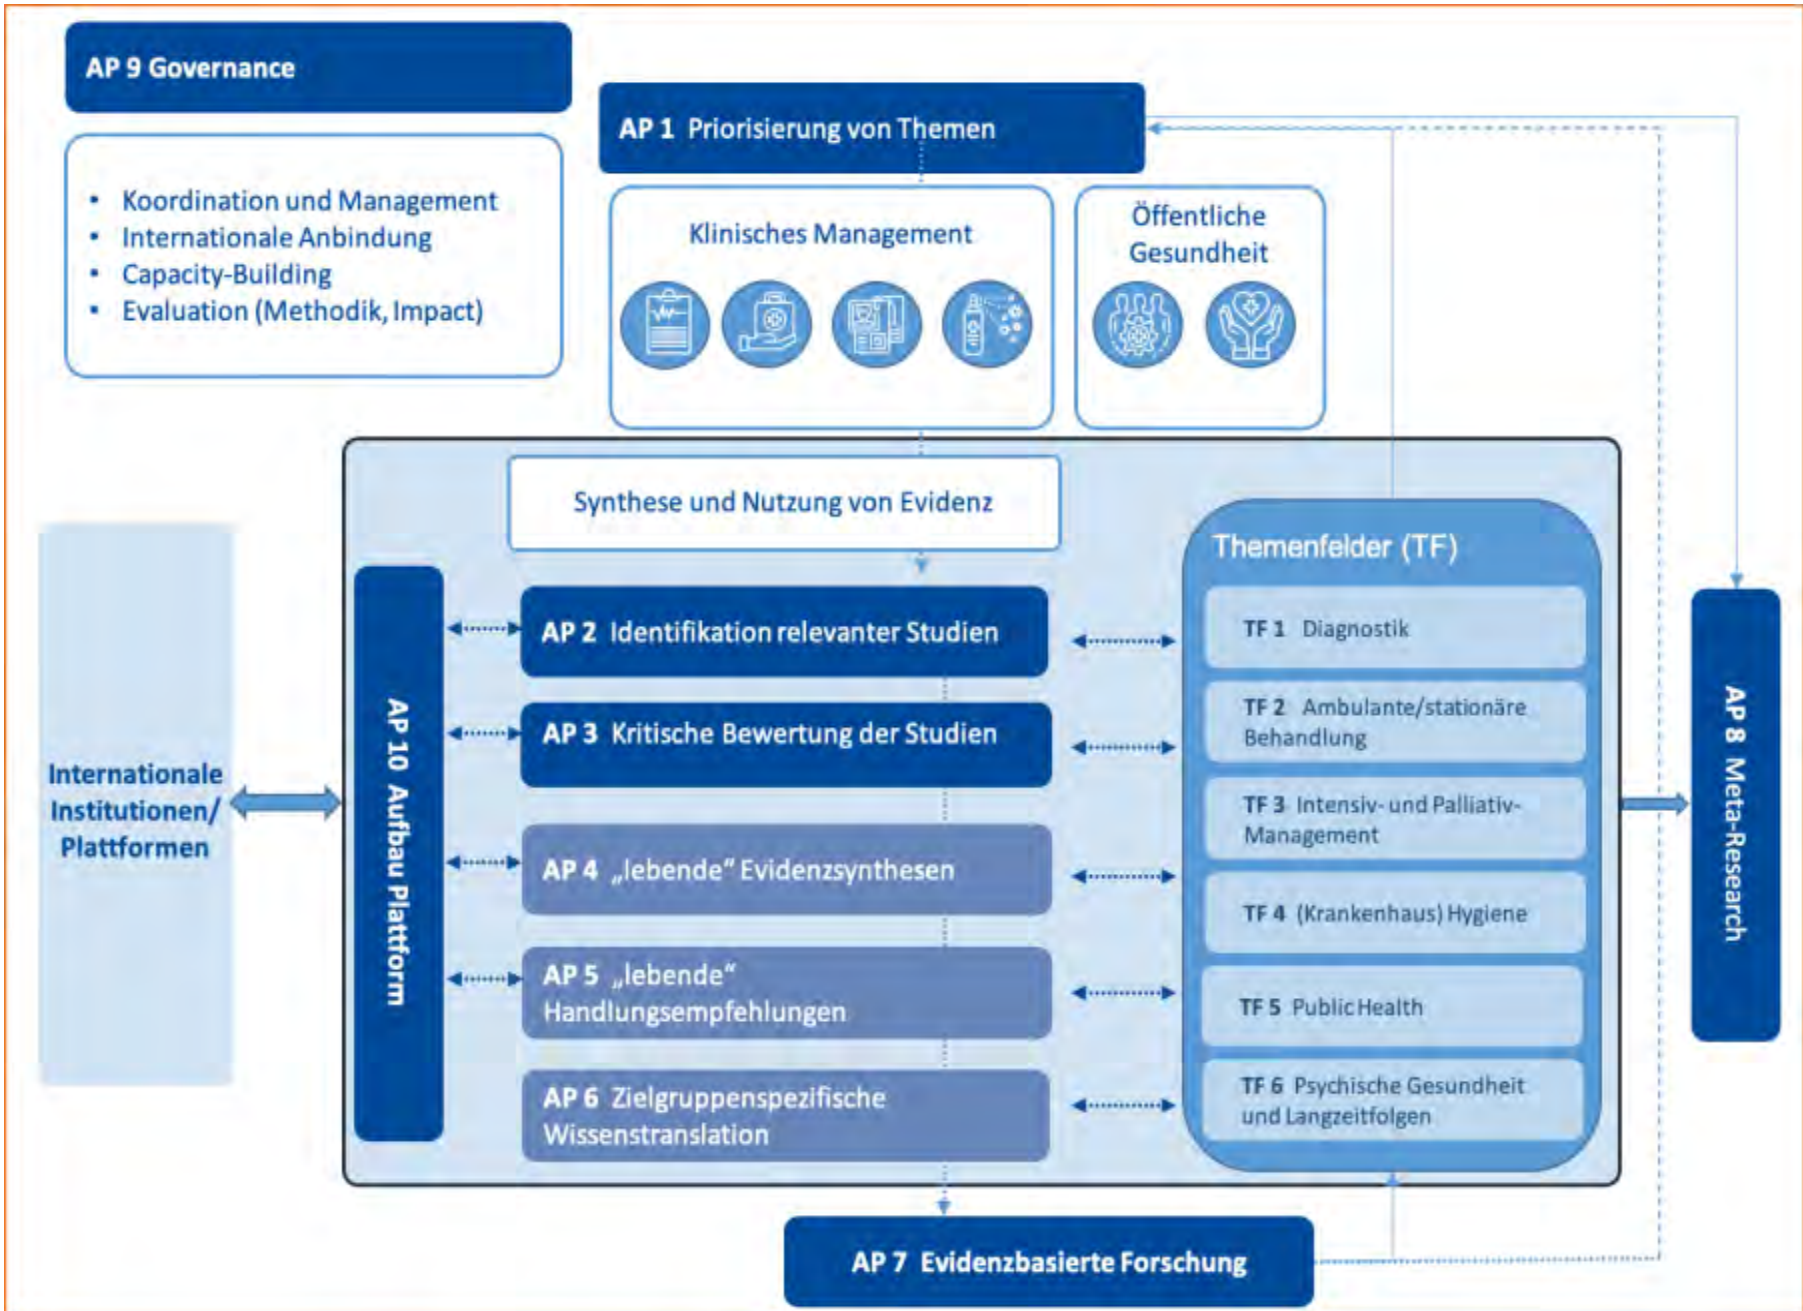 AP 9 Governance
• Koordination und Management
• Internationale Anbindung
• Capacity-Building
• Evaluation (Methodik, Impact)
AP 1 Priorisierung von Themen
Klinisches Management
Öffentliche
Gesundheit
Synthese und Nutzung von Evidenz
Internationale
Institutionen/
Plattformen
AP 10 Aufbau Plattform
AP 2 Identifikation relevanter Studien
AP 3 Kritische Bewertung der Studien
AP 4 „lebende“ Evidenzsynthesen
AP 5 „lebende“
Handlungsempfehlungen
AP 6 Zielgruppenspezifische
Wissenstranslation
Themenfelder (TF)
TF 1 Diagnostik
TF 2 Ambulante/stationäre
Behandlung
TF 3 Intensiv- und Palliativ-
Management
TF 4 (Krankenhaus) Hygiene
TF 5 Public Health
TF 6 Psychische Gesundheit
und Langzeitfolgen
AP 8 Meta-Research
AP 7 Evidenzbasierte Forschung